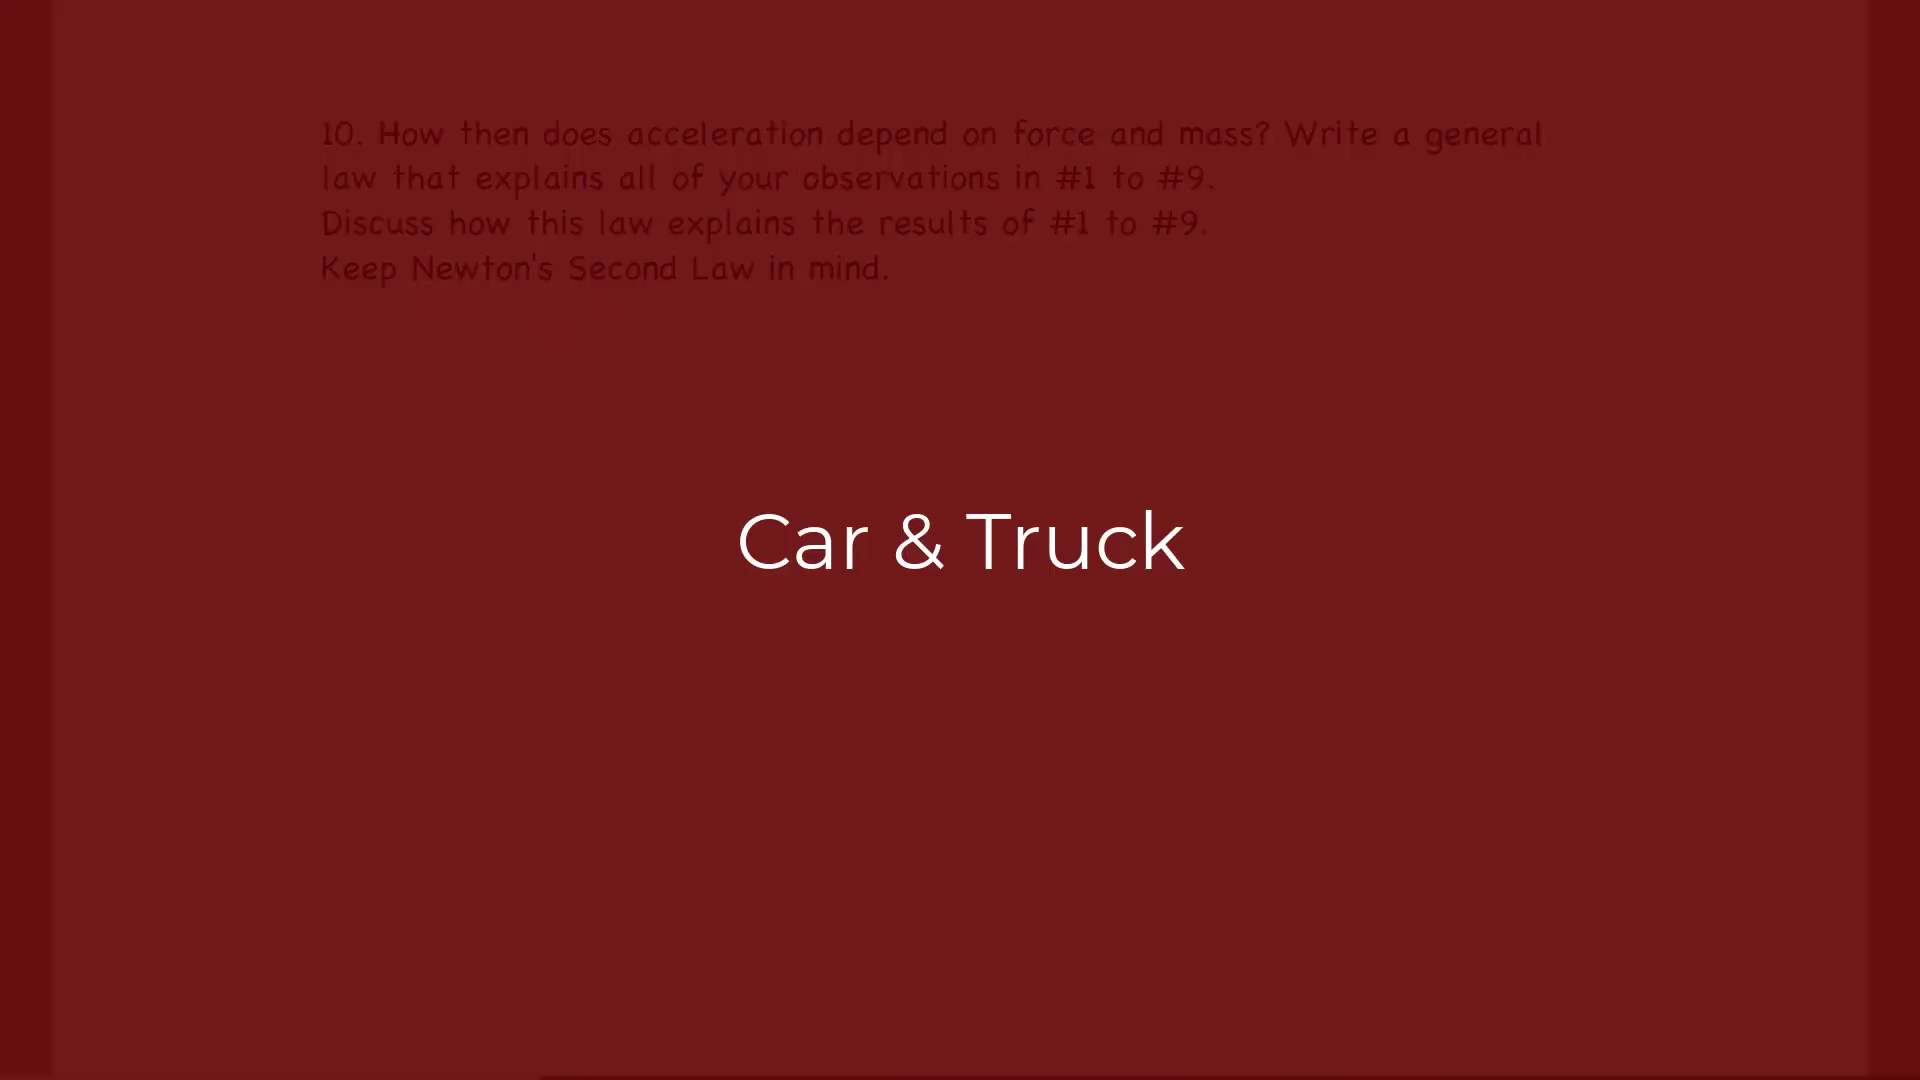 10. How then does acceleration depend on force and mass? Write a general
law that explains all of your observations in #1 to #9.
Discuss how this law explains the results of #1 to #9.
Keep Newton's Second Law in mind.
Car & Truck